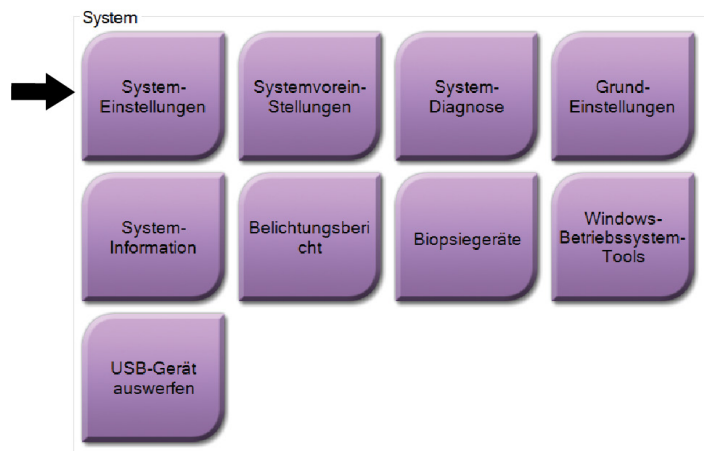 System
System-
Einstellungen
Systemvorein-
Stellungen
System-
Diagnose
Grund-
Einstellungen
System-
Information
Belichtungsberi
cht
Biopsiegeräte
Windows-
Betriebssystem-
Tools
USB-Gerät
auswerfen